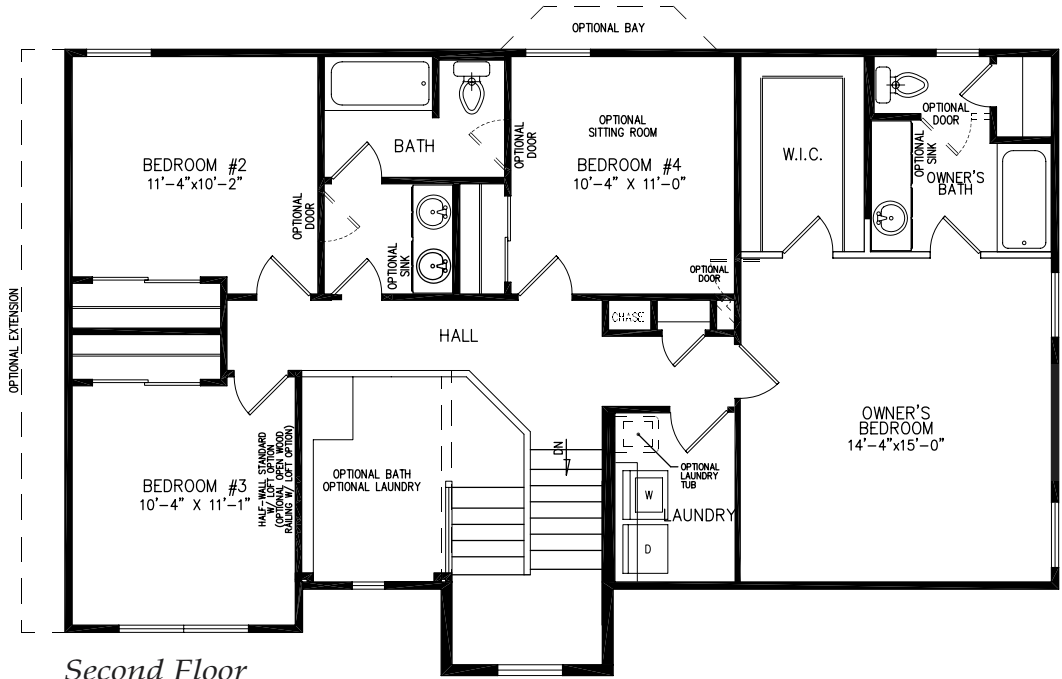 OPTIONAL BAY
OPTIONAL EXTENSION
BEDROOM #2
11'-4"x10'-2"
OPTIONAL
DOOR
BATH
OPTIONAL
SINK
OPTIONAL
DOOR
OPTIONAL
SITTING ROOM
BEDROOM #4
10'-4" X 11'-0"
OPTIONAL
DOOR
W.I.C.
OPTIONAL
DOOR
OPTIONAL
SINK
OWNER'S
BATH
HALL
CHASE
OWNER'S
BEDROOM
14'-4"x15'-0"
BEDROOM #3
10'-4" X 11'-1"
HALF-WALL STANDARD
W/ LOFT OPTION
(OPTIONAL OPEN WOOD
RAILING W/ LOFT OPTION)
OPTIONAL BATH
OPTIONAL LAUNDRY
DN
OPTIONAL
LAUNDRY
TUB
W
LAUNDRY
D
Second Floor